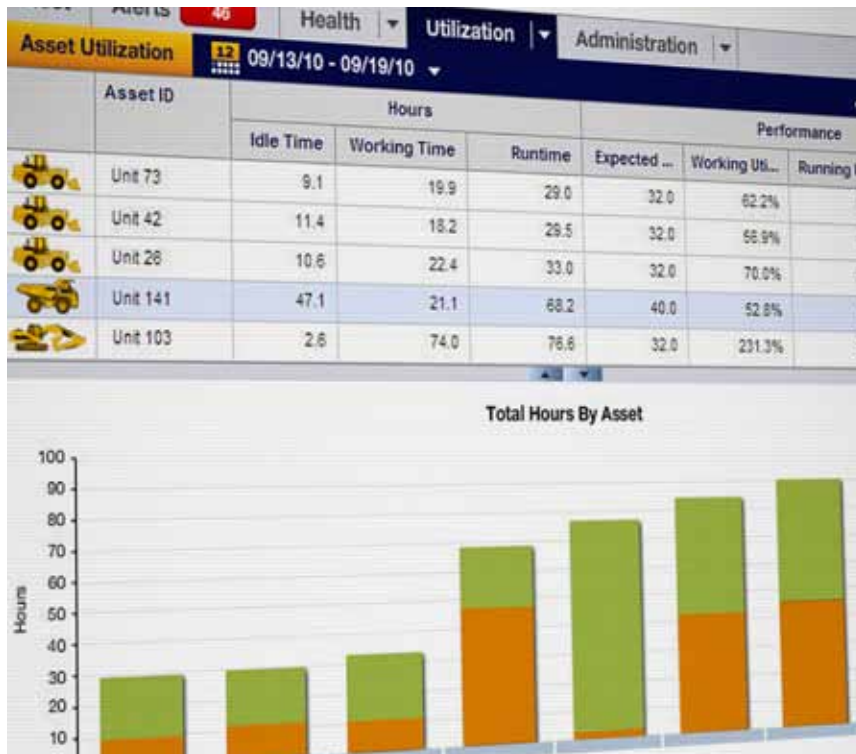 Alerts 46 Health Utilization Administration
Asset Utilization 12 09/13/10 - 09/19/10
Asset ID Hours Performance
Idle Time Working Time Runtime Expected ... Working Uti... Running
Unit 73 9.1 19.9 29.0 32.0 62.2%
Unit 42 11.4 18.2 29.5 32.0 56.9%
Unit 26 10.6 22.4 33.0 32.0 70.0%
Unit 141 47.1 21.1 68.2 40.0 52.8%
Unit 103 2.6 74.0 76.6 32.0 231.3%
Total Hours By Asset
100
90
80
70
60
50
40
30
20
10
Hours